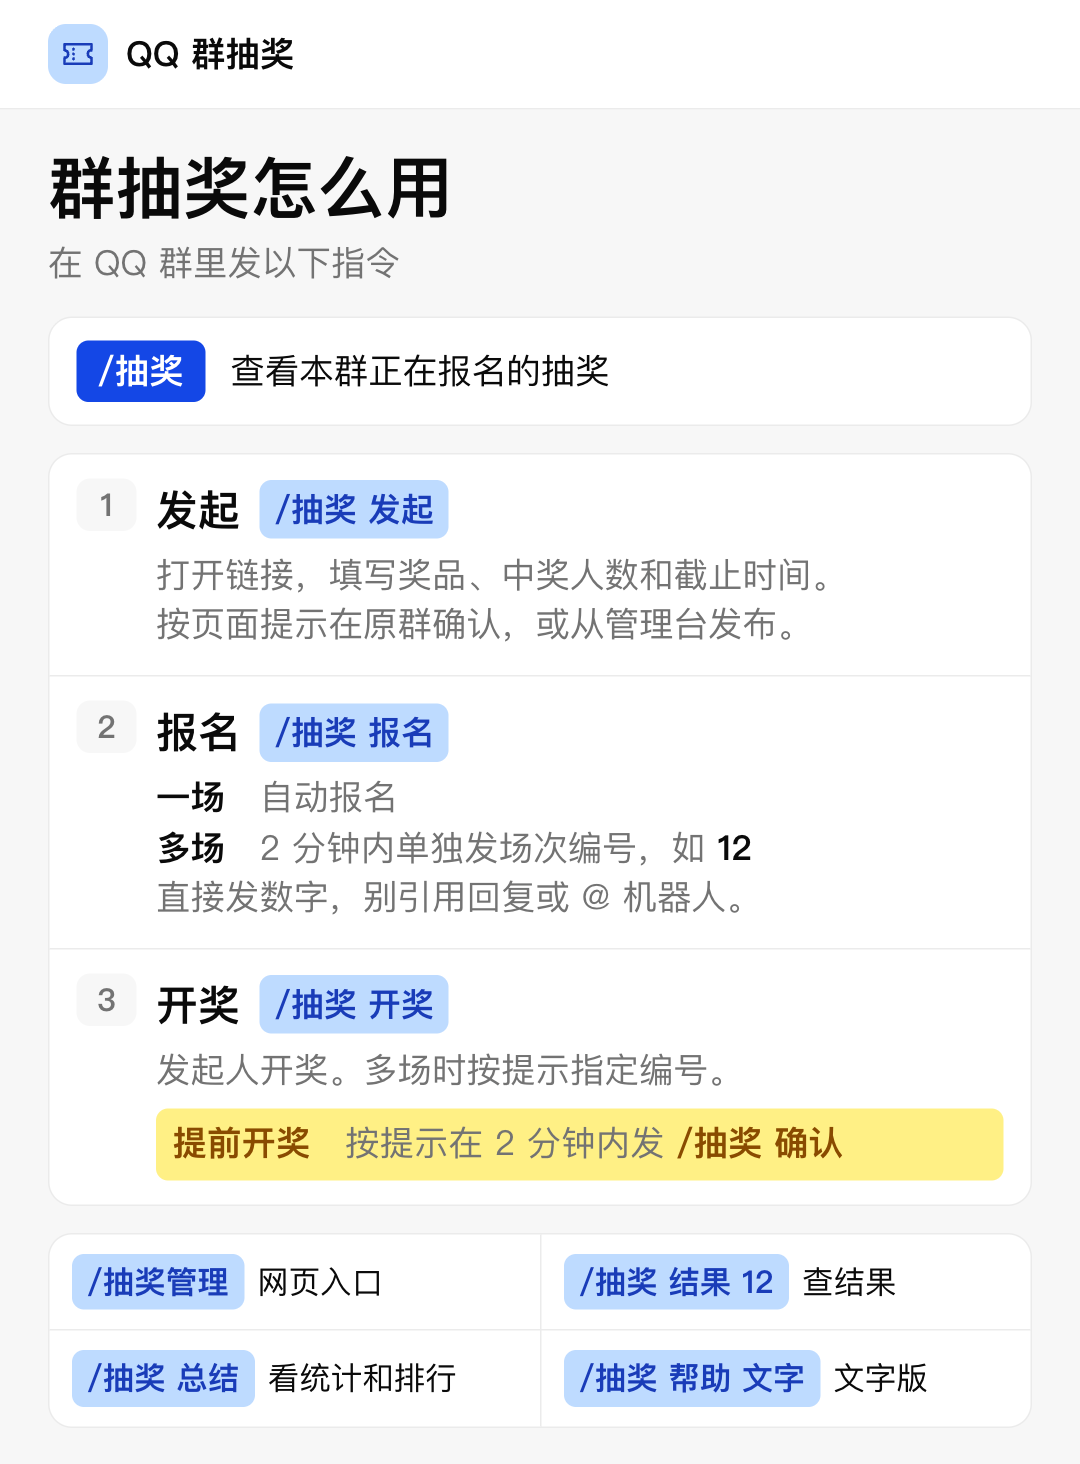 QQ 群抽奖
群抽奖怎么用
在 QQ 群里发以下指令
/抽奖 查看本群正在报名的抽奖
1 发起 /抽奖 发起
打开链接，填写奖品、中奖人数和截止时间。
按页面提示在原群确认，或从管理台发布。
2 报名 /抽奖 报名
一场 自动报名
多场 2 分钟内单独发场次编号，如 12
直接发数字，别引用回复或 @ 机器人。
3 开奖 /抽奖 开奖
发起人开奖。多场时按提示指定编号。
提前开奖 按提示在 2 分钟内发 /抽奖 确认
/抽奖管理 网页入口
/抽奖 结果 12 查结果
/抽奖 总结 看统计和排行
/抽奖 帮助 文字 文字版